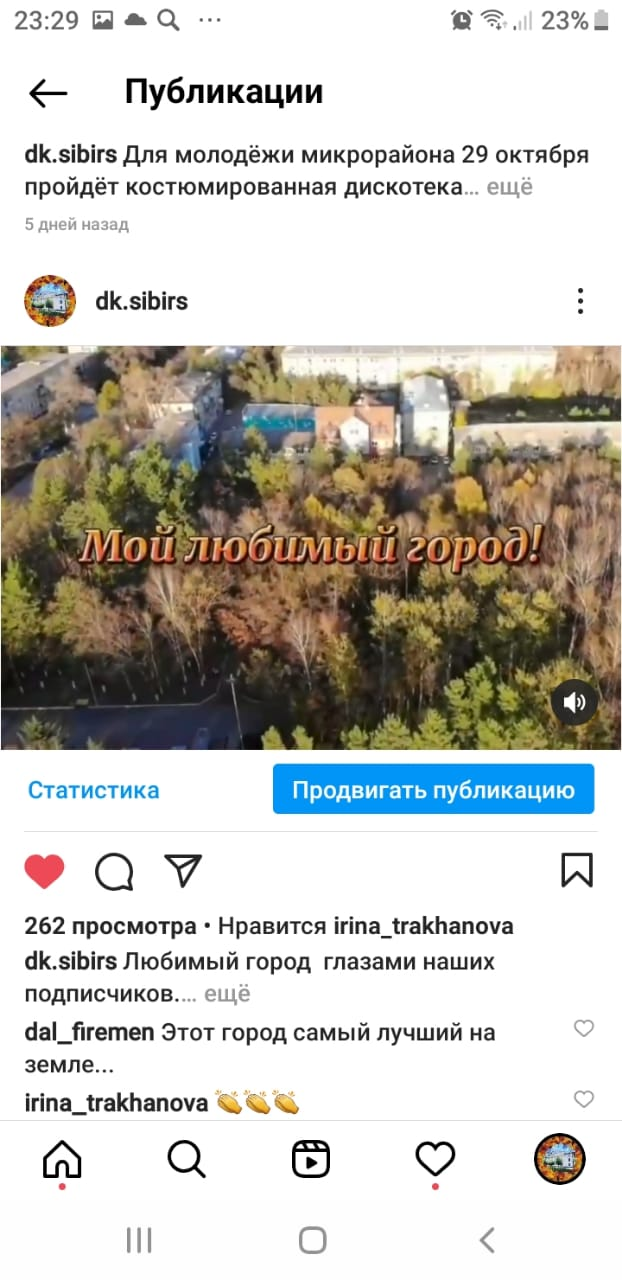 23:29 23%
Публикации
dk.sibirs Для молодёжи микрорайона 29 октября
пройдёт костюмированная дискотека... ещё
5 дней назад
dk.sibirs
Мой любимый город!
Статистика
Продвигать публикацию
262 просмотра • Нравится irina_trakhanova
dk.sibirs Любимый город глазами наших
подписчиков.... ещё
dal_firemen Этот город самый лучший на
земле...
irina_trakhanova 👏👏👏